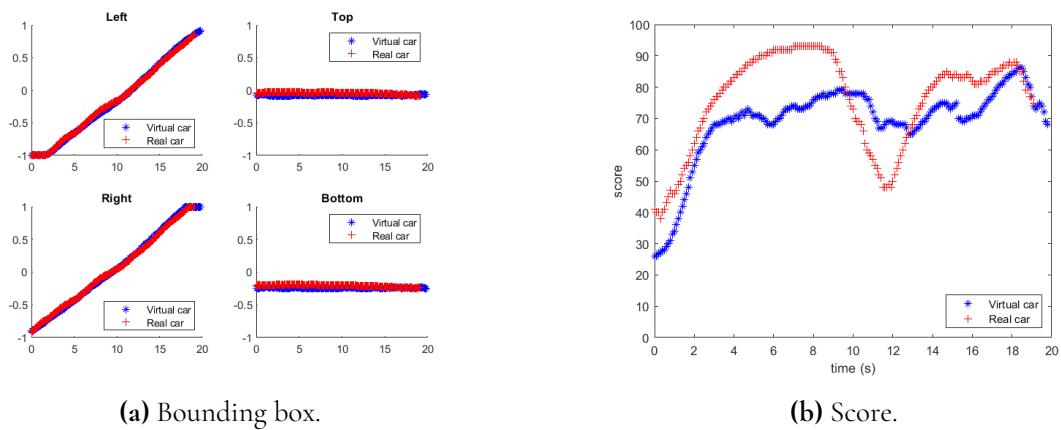 Left
1
0.5
0
-0.5
-1
0 5 10 15 20
Virtual car
Real car
Top
1
0.5
0
-0.5
-1
0 5 10 15 20
Virtual car
Real car
Right
1
0.5
0
-0.5
-1
0 5 10 15 20
Virtual car
Real car
Bottom
1
0.5
0
-0.5
-1
0 5 10 15 20
Virtual car
Real car
(a) Bounding box.
100
90
80
70
60
50
40
30
20
10
0
score
0 2 4 6 8 10 12 14 16 18 20
time (s)
Virtual car
Real car
(b) Score.